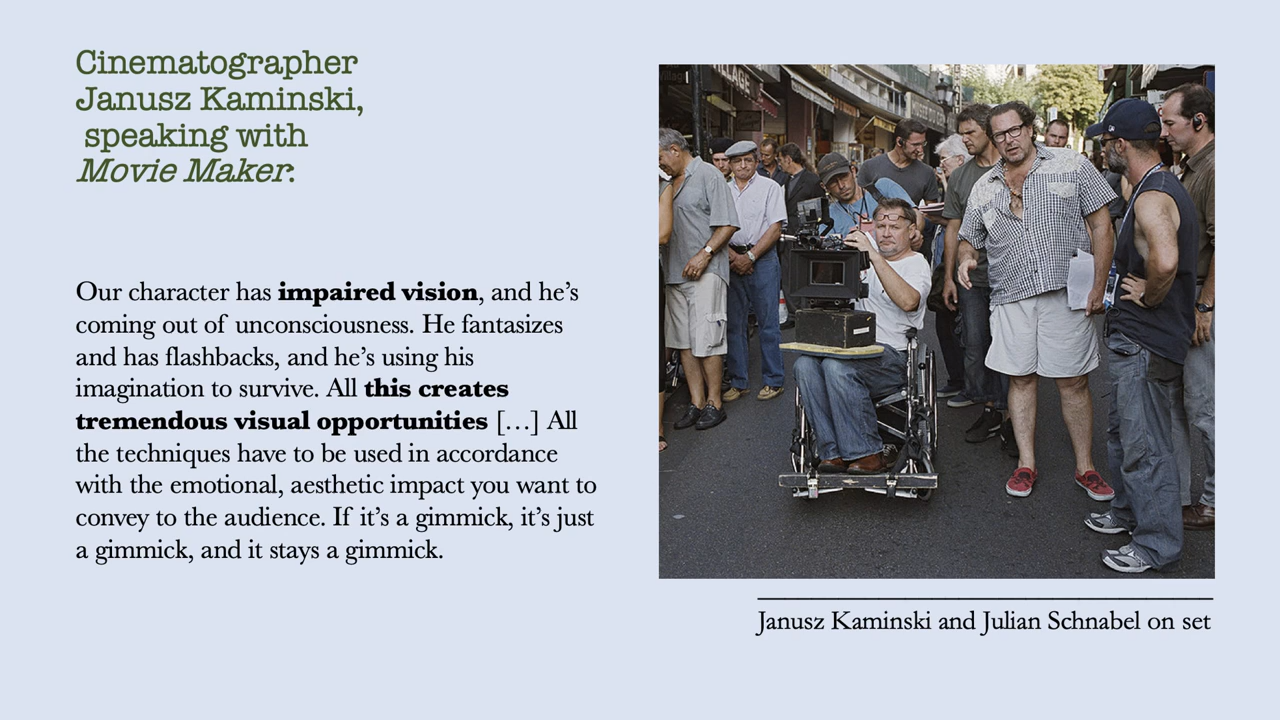 Cinematographer
Janusz Kaminski,
speaking with
Movie Maker:
Our character has impaired vision, and he's
coming out of unconsciousness. He fantasizes
and has flashbacks, and he's using his
imagination to survive. All this creates
tremendous visual opportunities […] All
the techniques have to be used in accordance
with the emotional, aesthetic impact you want to
convey to the audience. If it's a gimmick, it's just
a gimmick, and it stays a gimmick.
VILLAGE
Janusz Kaminski and Julian Schnabel on set